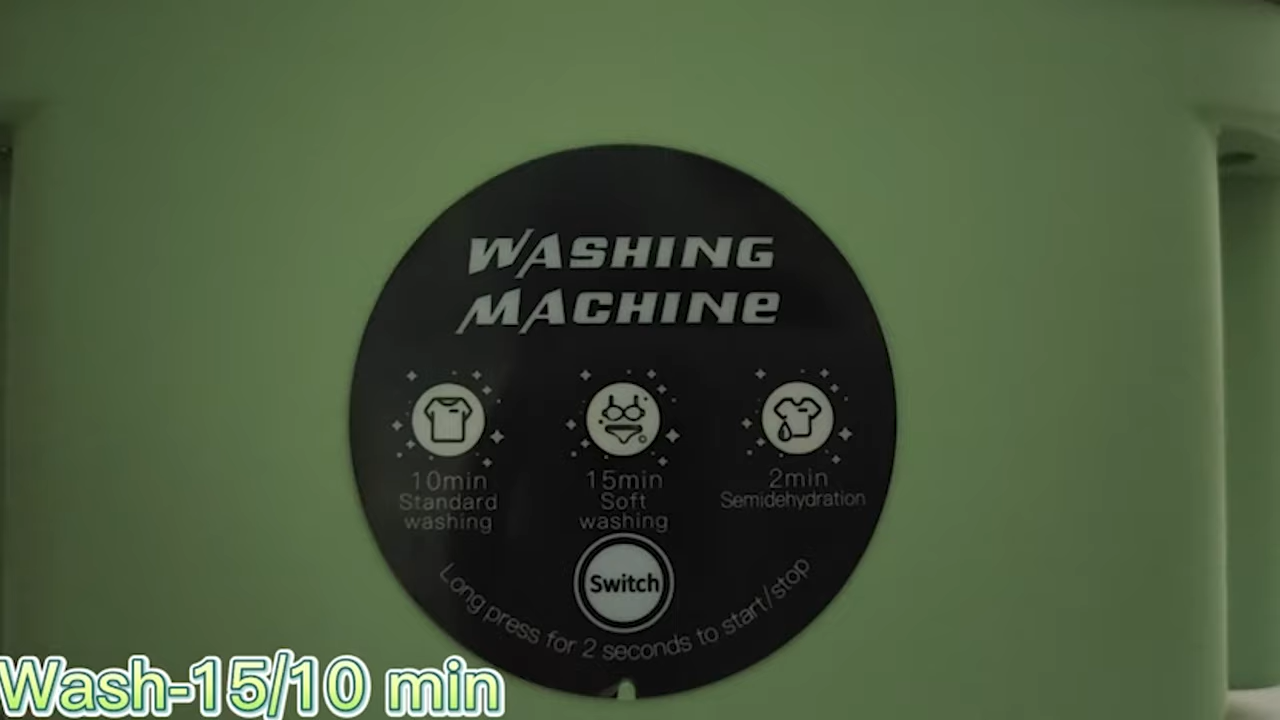 WASHING
MACHINE
10min
Standard
washing
15min
Soft
washing
2min
Semidehydration
Switch
Long press for 2 seconds to start/stop
Wash-15/10 min